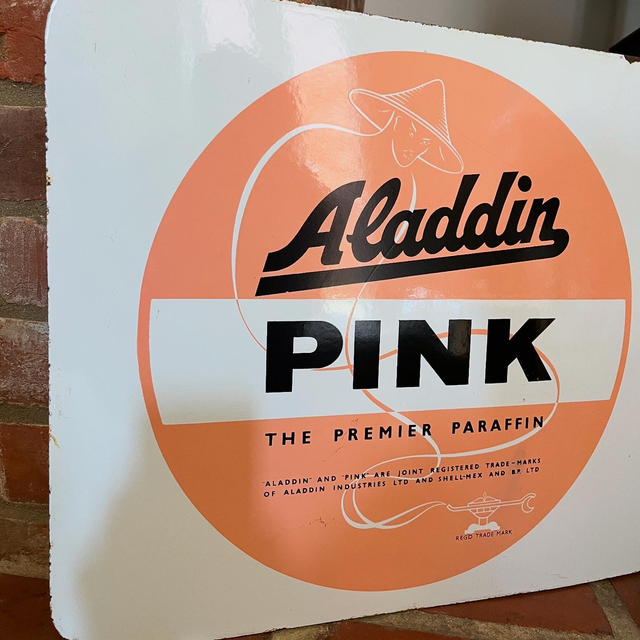 Aladdin
PINK
THE PREMIER PARAFFIN
"ALADDIN" AND "PINK" ARE JOINT REGISTERED TRADE-MARKS
OF ALADDIN INDUSTRIES LTD AND SHELL-MEX AND B.P. LTD
REGD TRADE MARK